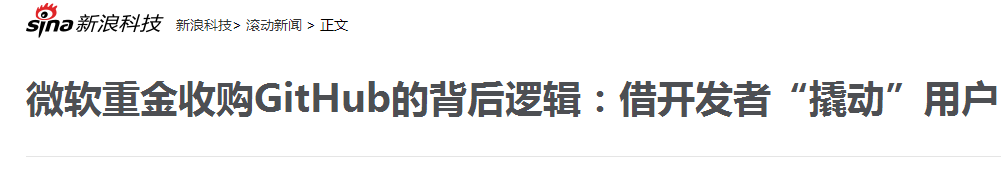 sina新浪科技 新浪科技> 滚动新闻 > 正文
微软重金收购GitHub的背后逻辑：借开发者“撬动”用户